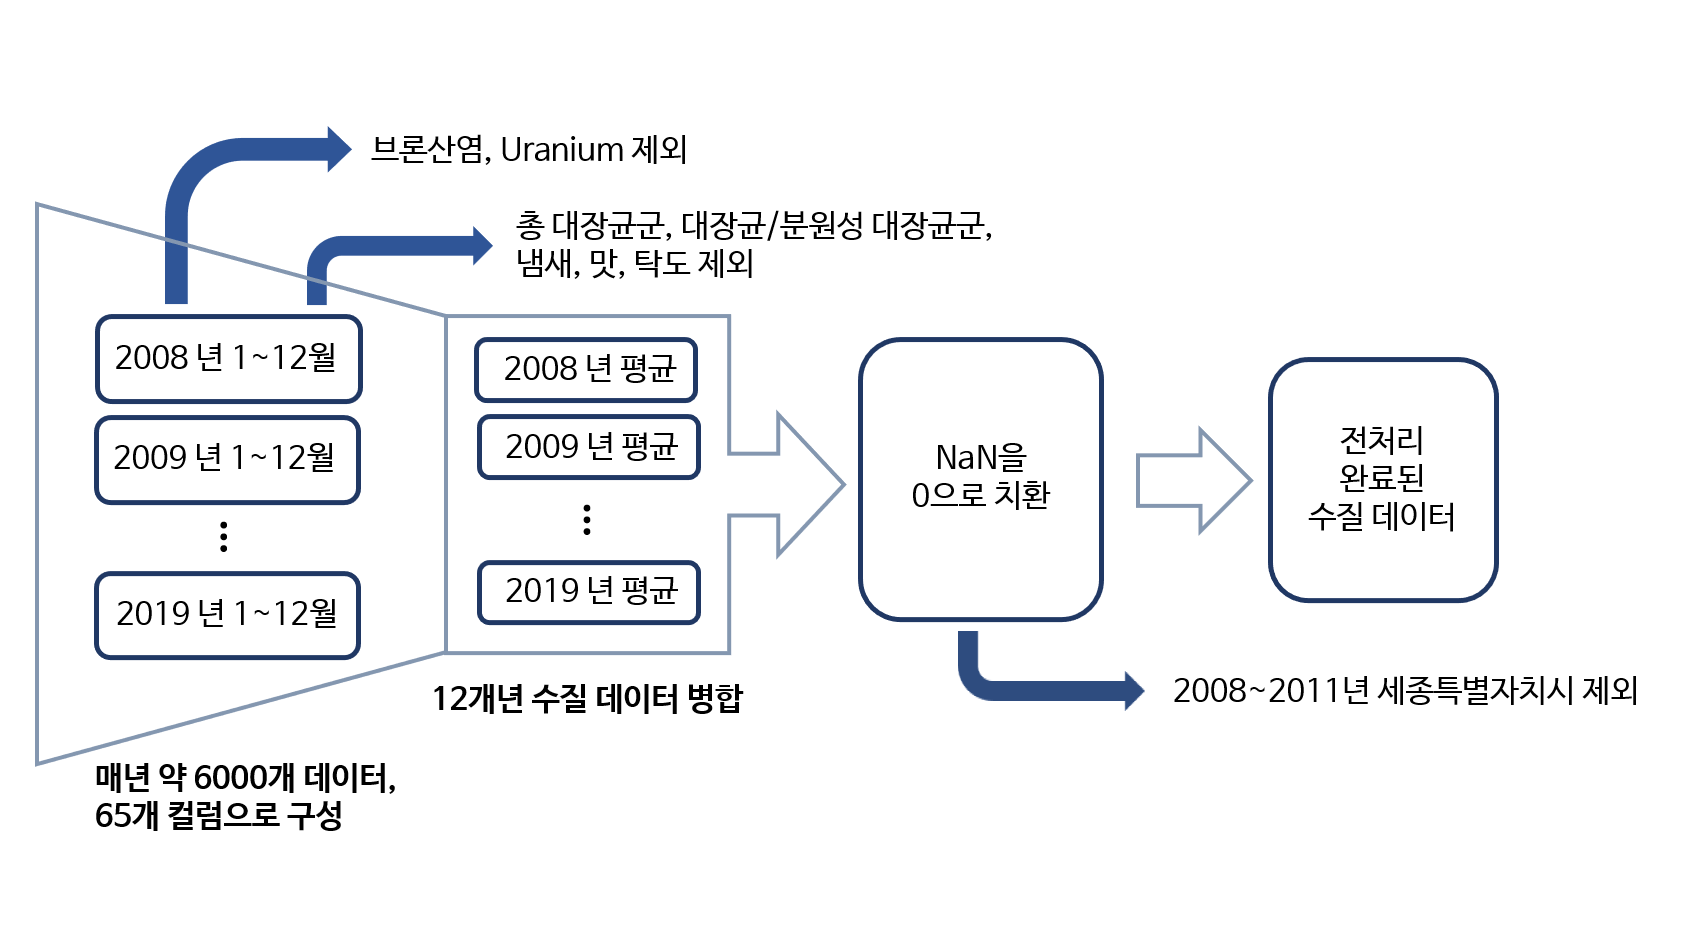 브론산염, Uranium 제외
총 대장균군, 대장균/분원성 대장균군,
냄새, 맛, 탁도 제외
2008 년 1~12월
2009 년 1~12월
2019 년 1~12월
2008 년 평균
2009 년 평균
2019 년 평균
NaN을
0으로 치환
전처리
완료된
수질 데이터
12개년 수질 데이터 병합
2008~2011년 세종특별자치시 제외
매년 약 6000개 데이터,
65개 컬럼으로 구성